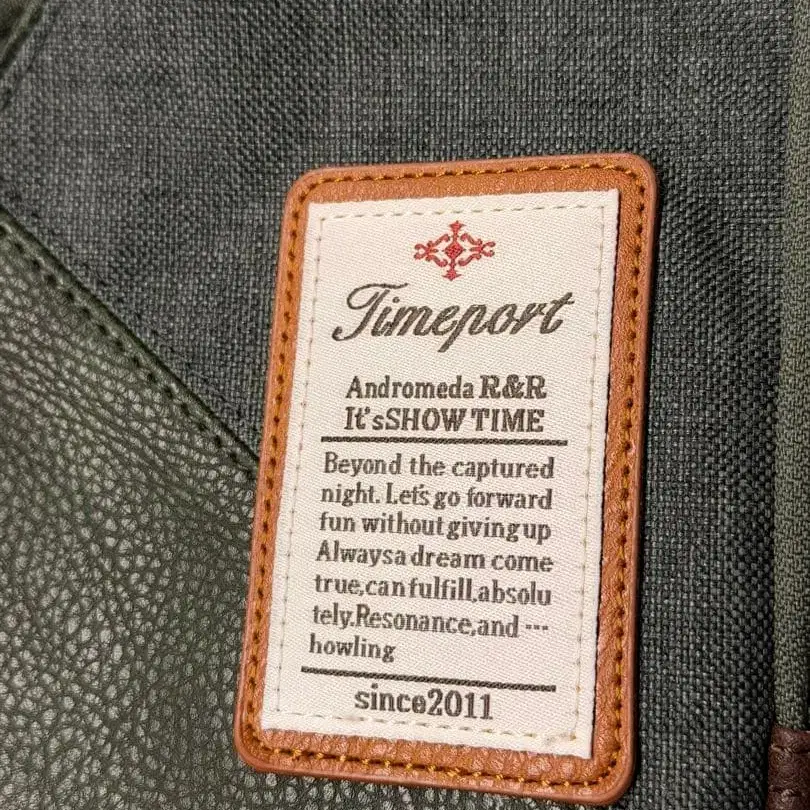 Timeport
Andromeda R&R
It's SHOW TIME
Beyond the captured
night. Let's go forward
fun without giving up
Alwaysa dream come
true,can fulfill.absolu
tely.Resonance,and ···
howling
since2011